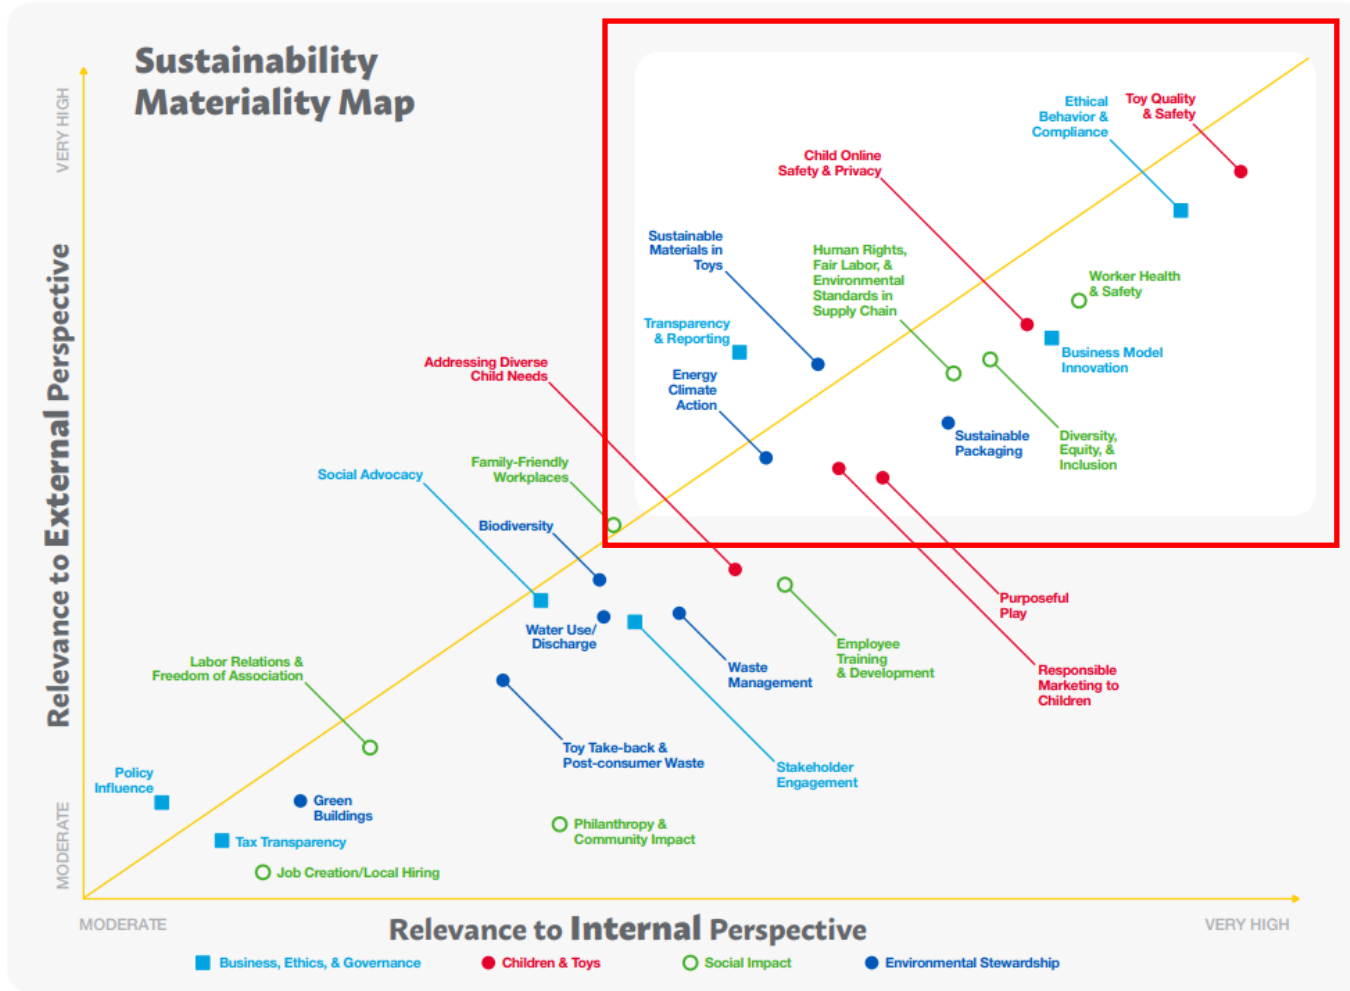 Sustainability
Materiality Map
VERY HIGH
Relevance to External Perspective
MODERATE
Ethical
Behavior &
Compliance
Toy Quality
& Safety
Child Online
Safety & Privacy
Sustainable
Materials in
Toys
Human Rights,
Fair Labor, &
Environmental
Standards in
Supply Chain
Worker Health
& Safety
Transparency
& Reporting
Business Model
Innovation
Addressing Diverse
Child Needs
Energy
Climate
Action
Sustainable
Packaging
Diversity,
Equity, &
Inclusion
Social Advocacy
Family-Friendly
Workplaces
Biodiversity
Purposeful
Play
Water Use/
Discharge
Employee
Training
& Development
Waste
Management
Responsible
Marketing to
Children
Labor Relations &
Freedom of Association
Toy Take-back &
Post-consumer Waste
Stakeholder
Engagement
Policy
Influence
Green
Buildings
Philanthropy &
Community Impact
Tax Transparency
Job Creation/Local Hiring
MODERATE
Relevance to Internal Perspective
VERY HIGH
Business, Ethics, & Governance
Children & Toys
Social Impact
Environmental Stewardship